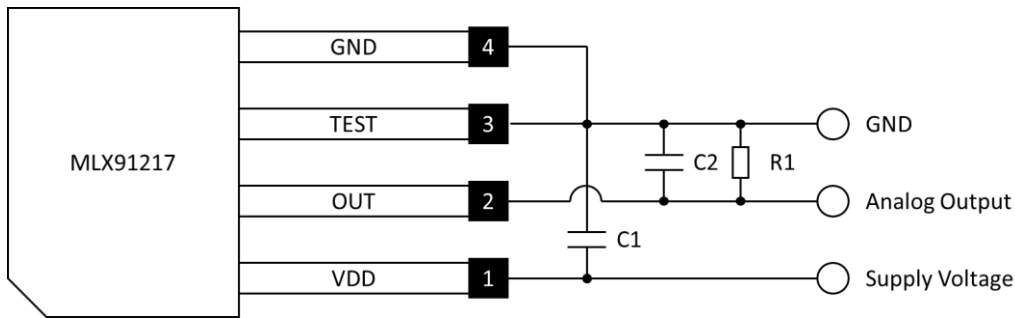 GND 4
TEST 3 GND
MLX91217 C2 R1
OUT 2 Analog Output
C1
VDD 1 Supply Voltage